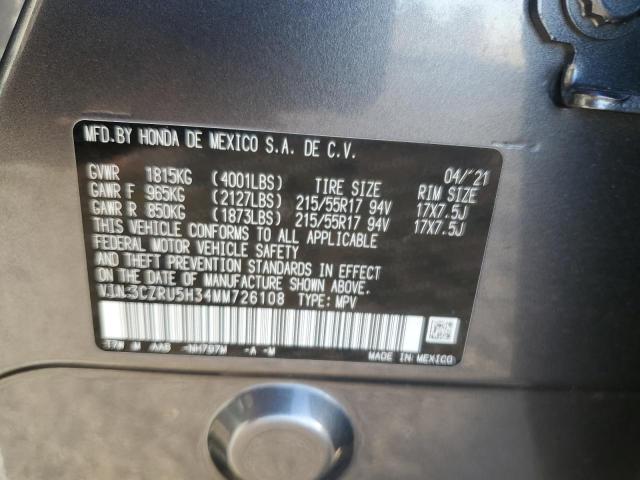 MFD.BY HONDA DE MEXICO S.A. DE C.V.
04/'21
GVWR 1815KG (4001LBS) TIRE SIZE RIM SIZE
GAWR F 965KG (2127LBS) 215/55R17 94V 17X7.5J
GAWR R 850KG (1873LBS) 215/55R17 94V 17X7.5J
THIS VEHICLE CONFORMS TO ALL APPLICABLE
FEDERAL MOTOR VEHICLE SAFETY
AND THEFT PREVENTION STANDARDS IN EFFECT
ON THE DATE OF MANUFACTURE SHOWN ABOVE.
VIN:3CZRU5H34MM726108 TYPE: MPV
AAB -NH797M -A -M
MADE IN MEXICO